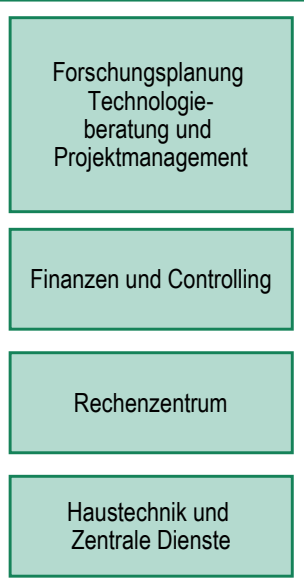 Forschungsplanung
Technologie-
beratung und
Projektmanagement
Finanzen und Controlling
Rechenzentrum
Haustechnik und
Zentrale Dienste